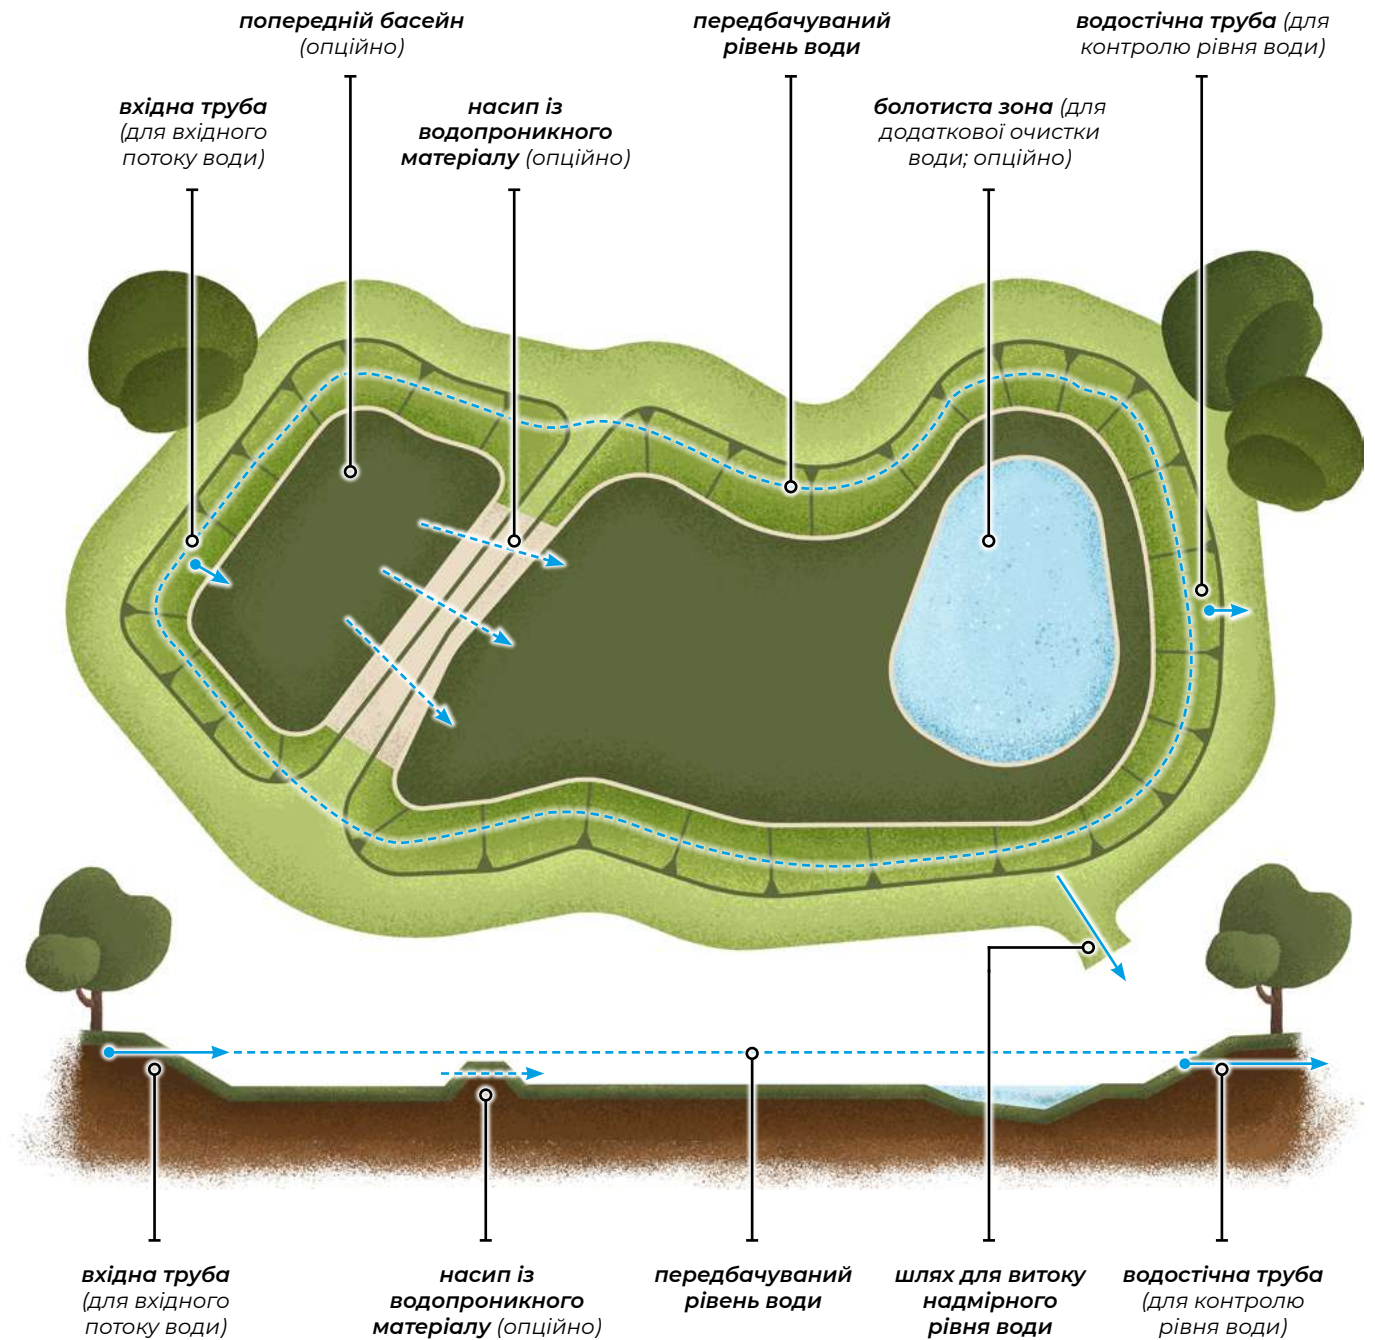 попередній басейн
(опційно)
передбачуваний
рівень води
водостічна труба (для
контролю рівня води)
вхідна труба
(для вхідного
потоку води)
насип із
водопроникного
матеріалу (опційно)
болотиста зона (для
додаткової очистки
води; опційно)
вхідна труба
(для вхідного
потоку води)
насип із
водопроникного
матеріалу (опційно)
передбачуваний
рівень води
шлях для витоку
надмірного
рівня води
водостічна труба
(для контролю
рівня води)